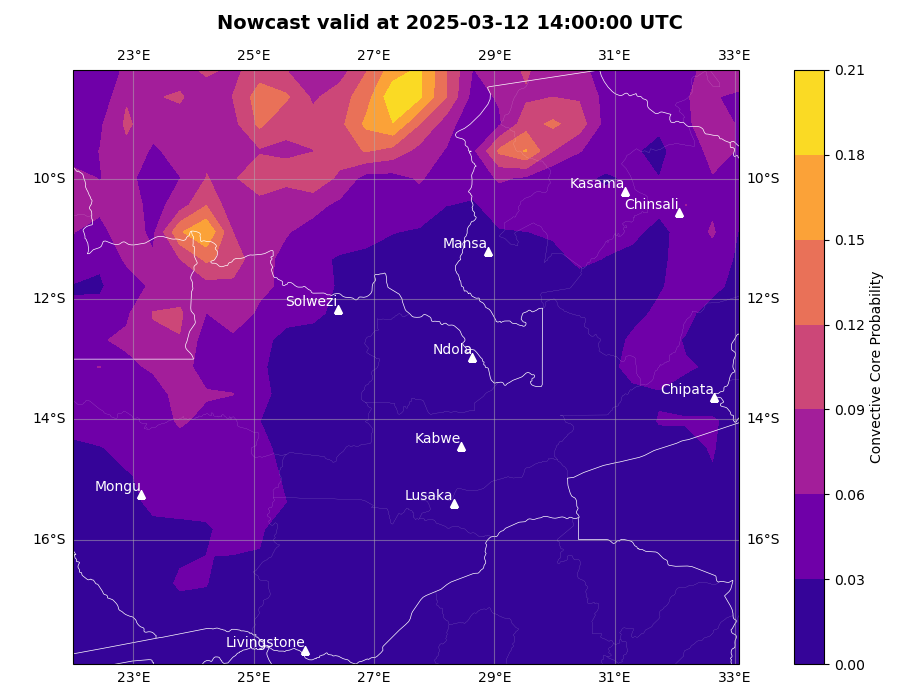 Nowcast valid at 2025-03-12 14:00:00 UTC
23°E 25°E 27°E 29°E 31°E 33°E
0.21
0.18
10°S Kasama 10°S
Chinsali
0.15
Mansa
12°S 12°S
Solwezi
0.12
Ndola
Chipata
0.09
14°S 14°S
Kabwe
Convective Core Probability
Mongu
Lusaka
0.06
16°S 16°S
0.03
Livingstone
0.00
23°E 25°E 27°E 29°E 31°E 33°E